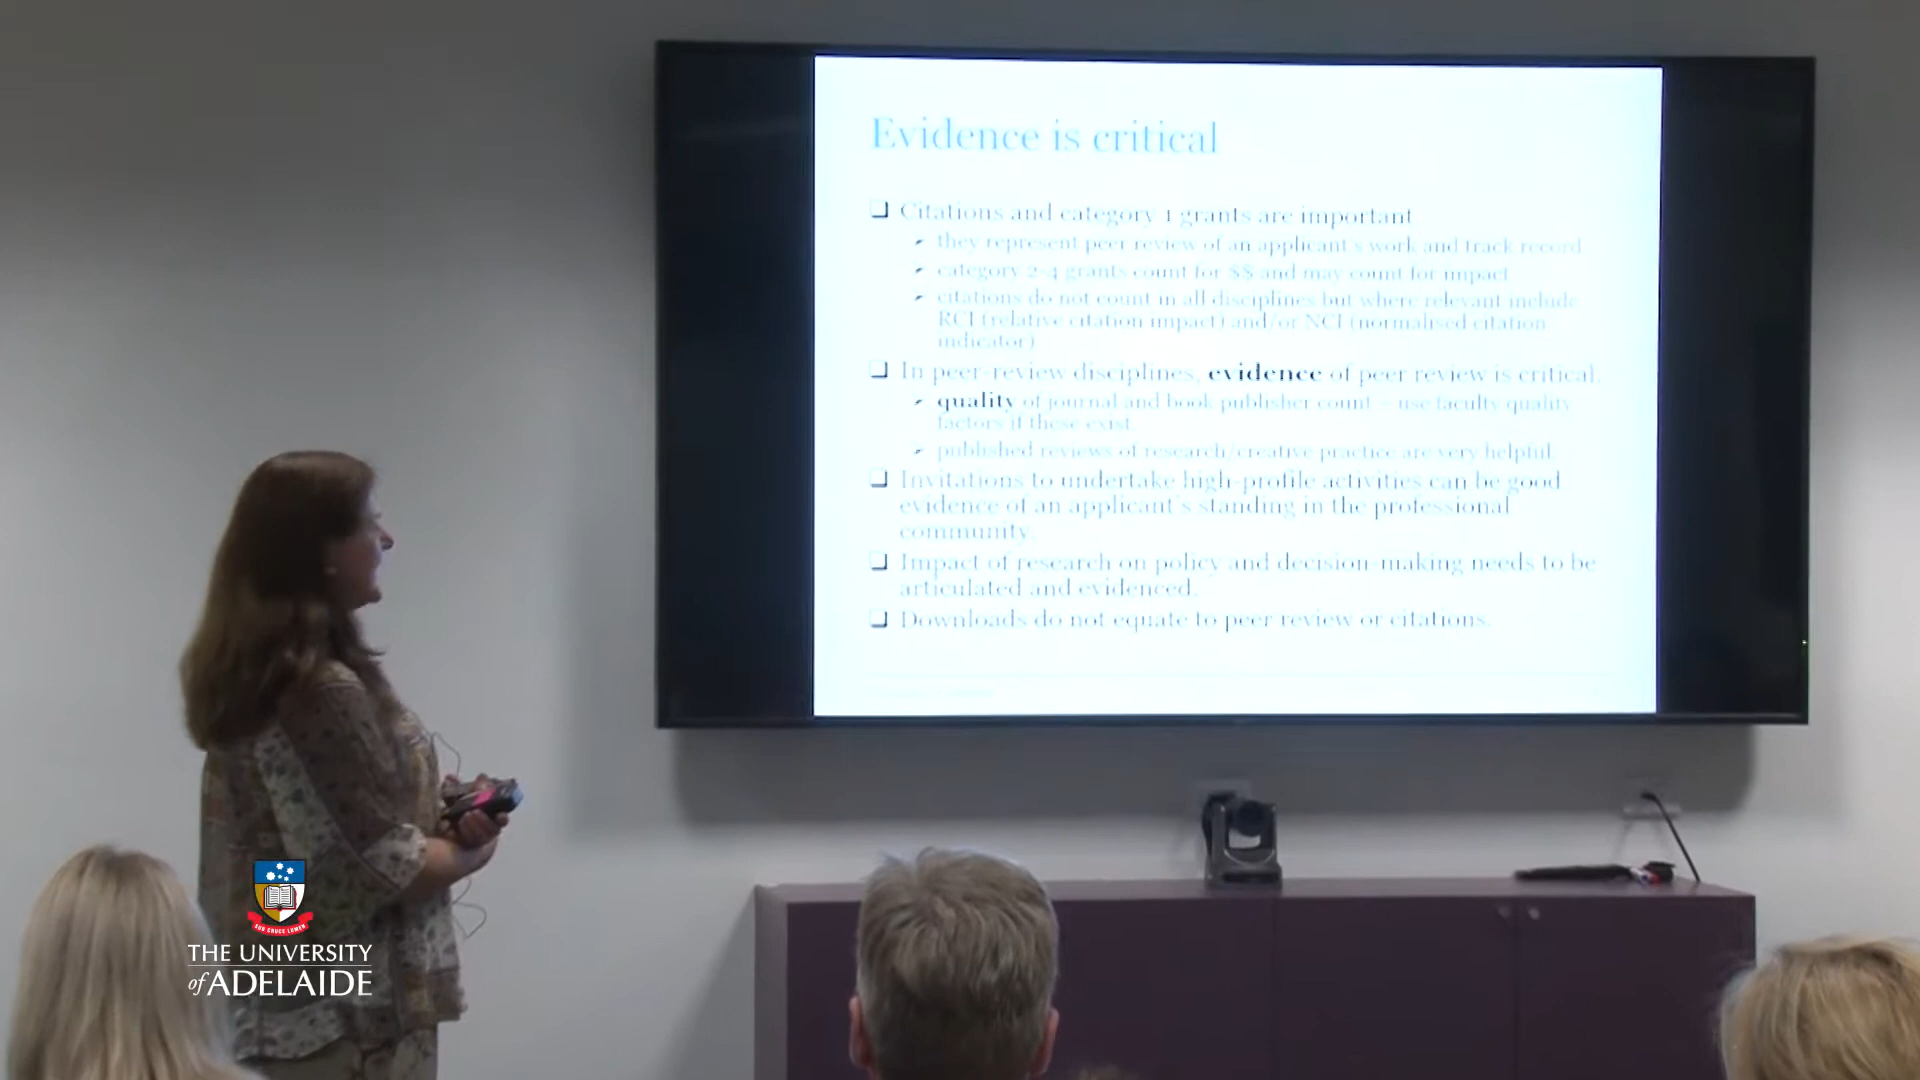 Evidence is critical
❑ Citations and category 1 grants are important
they represent peer review of an applicant's work and track record
category 2-4 grants count for $$ and may count for impact
citations do not count in all disciplines but where relevant include
RCI (relative citation impact) and/or NCI (normalised citation
indicator)
❑ In peer-review disciplines, evidence of peer review is critical.
quality of journal and book publisher count – use faculty quality
factors if these exist
published reviews of research/creative practice are very helpful
❑ Invitations to undertake high-profile activities can be good
evidence of an applicant's standing in the professional
community.
❑ Impact of research on policy and decision-making needs to be
articulated and evidenced.
❑ Downloads do not equate to peer review or citations.
SUB CRUCE LUMEN
THE UNIVERSITY
of ADELAIDE